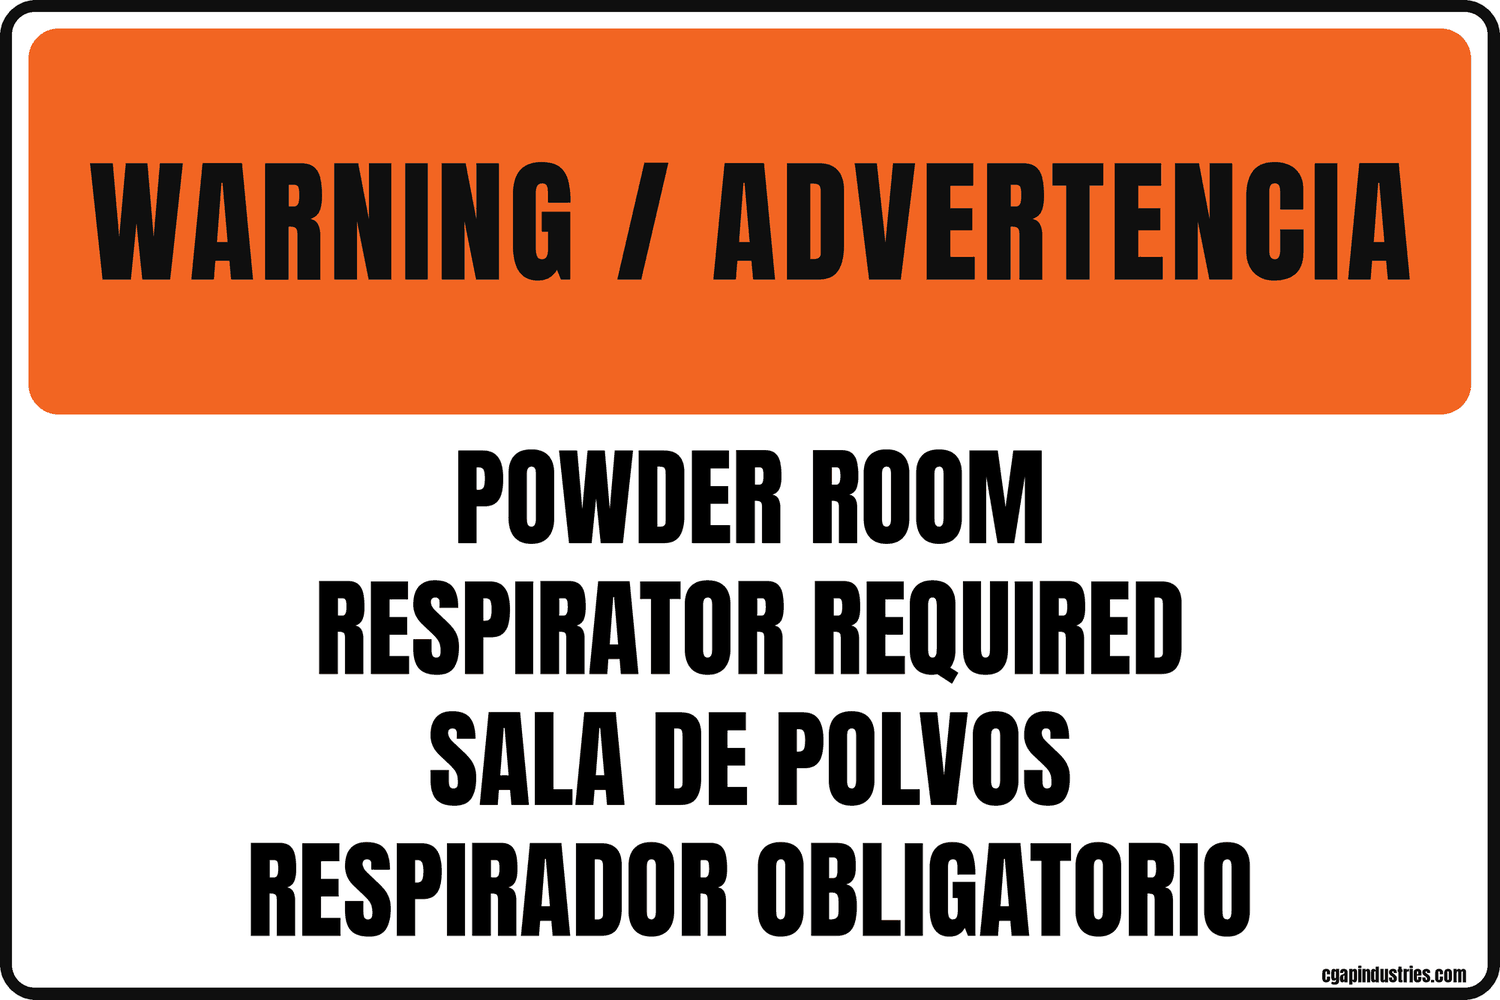 WARNING / ADVERTENCIA
POWDER ROOM
RESPIRATOR REQUIRED
SALA DE POLVOS
RESPIRADOR OBLIGATORIO
cgapindustries.com